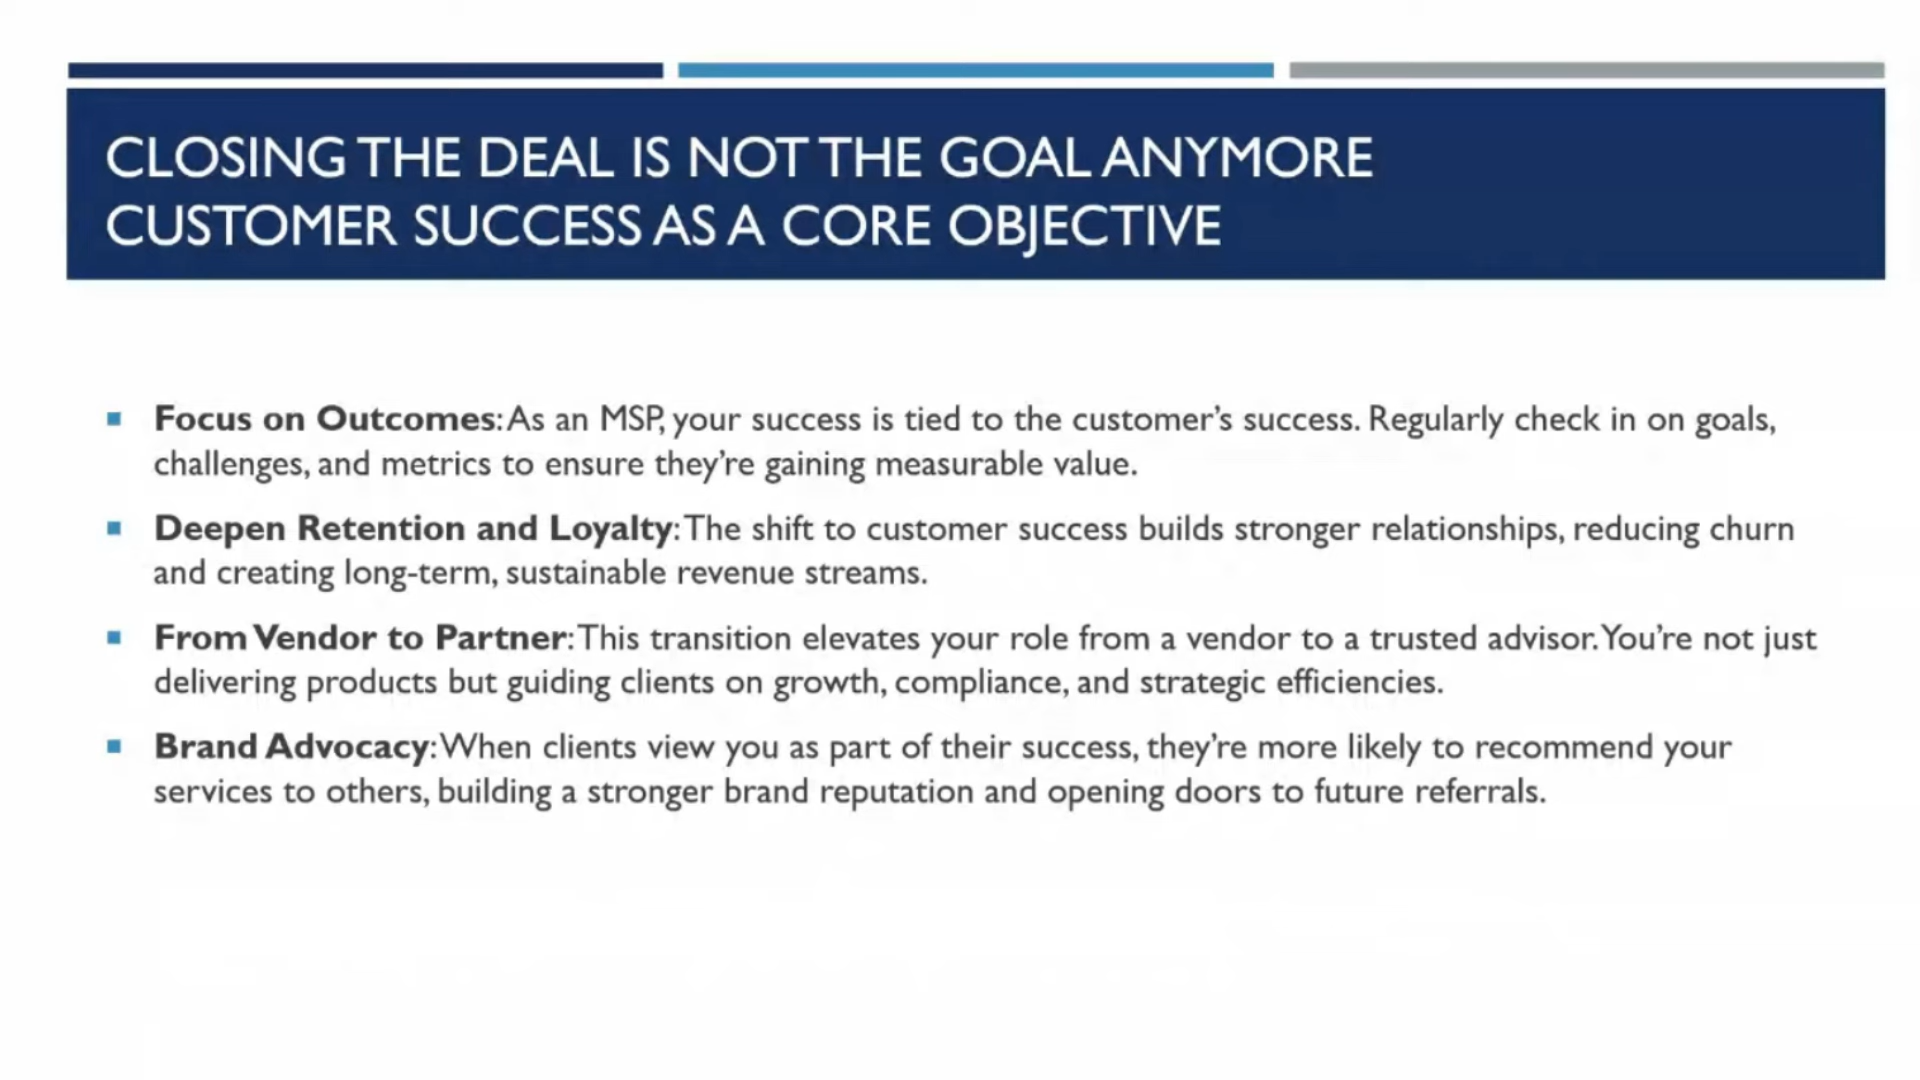 CLOSING THE DEAL IS NOT THE GOAL ANYMORE
CUSTOMER SUCCESS AS A CORE OBJECTIVE
Focus on Outcomes: As an MSP, your success is tied to the customer’s success. Regularly check in on goals,
challenges, and metrics to ensure they’re gaining measurable value.
Deepen Retention and Loyalty: The shift to customer success builds stronger relationships, reducing churn
and creating long-term, sustainable revenue streams.
From Vendor to Partner: This transition elevates your role from a vendor to a trusted advisor. You’re not just
delivering products but guiding clients on growth, compliance, and strategic efficiencies.
Brand Advocacy: When clients view you as part of their success, they’re more likely to recommend your
services to others, building a stronger brand reputation and opening doors to future referrals.